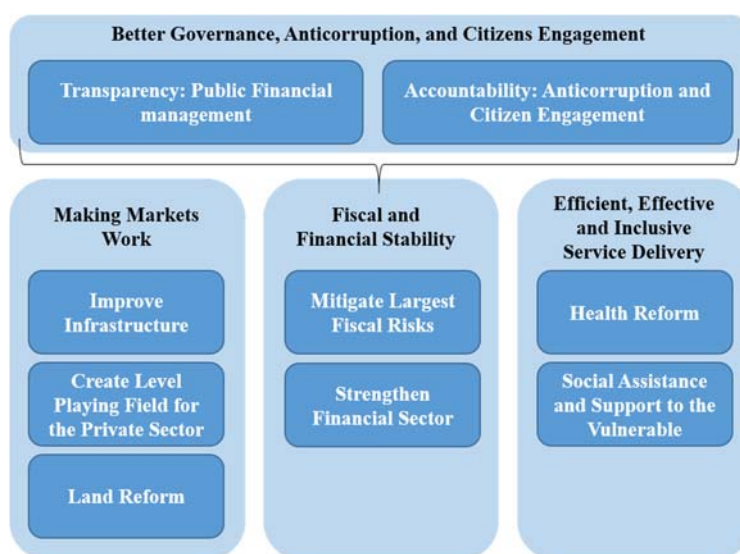 Better Governance, Anticorruption, and Citizens Engagement
Transparency: Public Financial
management
Accountability: Anticorruption and
Citizen Engagement
Making Markets
Work
Improve
Infrastructure
Create Level
Playing Field for
the Private Sector
Land Reform
Fiscal and
Financial Stability
Mitigate Largest
Fiscal Risks
Strengthen
Financial Sector
Efficient, Effective
and Inclusive
Service Delivery
Health Reform
Social Assistance
and Support to the
Vulnerable